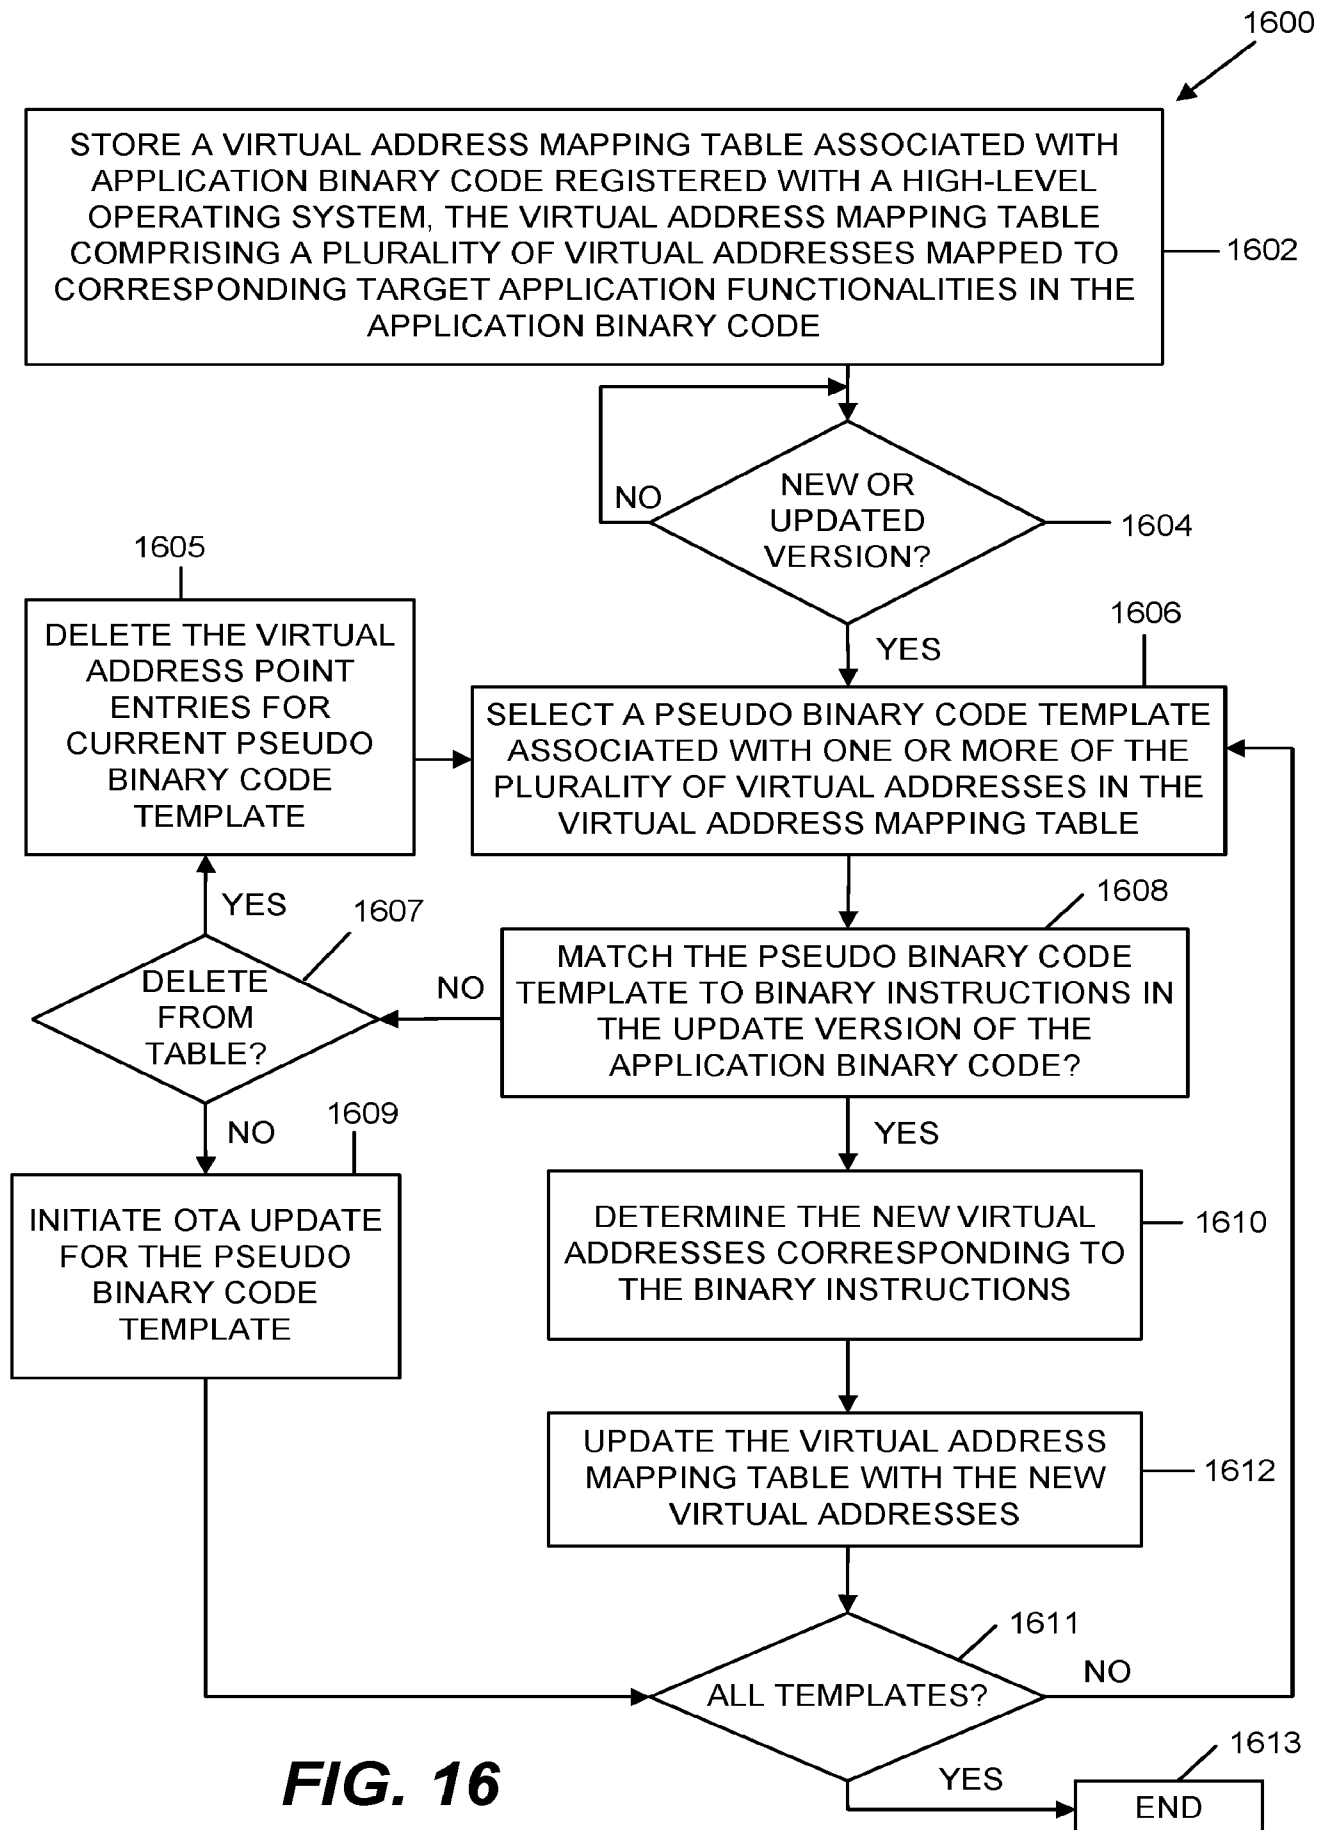 1600
STORE A VIRTUAL ADDRESS MAPPING TABLE ASSOCIATED WITH
APPLICATION BINARY CODE REGISTERED WITH A HIGH-LEVEL
OPERATING SYSTEM, THE VIRTUAL ADDRESS MAPPING TABLE
COMPRISING A PLURALITY OF VIRTUAL ADDRESSES MAPPED TO
CORRESPONDING TARGET APPLICATION FUNCTIONALITIES IN THE
APPLICATION BINARY CODE
1602
NEW OR
UPDATED
VERSION?
NO
1604
YES
1605
DELETE THE VIRTUAL
ADDRESS POINT
ENTRIES FOR
CURRENT PSEUDO
BINARY CODE
TEMPLATE
1606
SELECT A PSEUDO BINARY CODE TEMPLATE
ASSOCIATED WITH ONE OR MORE OF THE
PLURALITY OF VIRTUAL ADDRESSES IN THE
VIRTUAL ADDRESS MAPPING TABLE
YES
1607
DELETE
FROM
TABLE?
NO
1608
MATCH THE PSEUDO BINARY CODE
TEMPLATE TO BINARY INSTRUCTIONS IN
THE UPDATE VERSION OF THE
APPLICATION BINARY CODE?
NO
1609
YES
INITIATE OTA UPDATE
FOR THE PSEUDO
BINARY CODE
TEMPLATE
DETERMINE THE NEW VIRTUAL
ADDRESSES CORRESPONDING TO
THE BINARY INSTRUCTIONS
1610
UPDATE THE VIRTUAL ADDRESS
MAPPING TABLE WITH THE NEW
VIRTUAL ADDRESSES
1612
1611
ALL TEMPLATES?
NO
YES
1613
END
FIG. 16